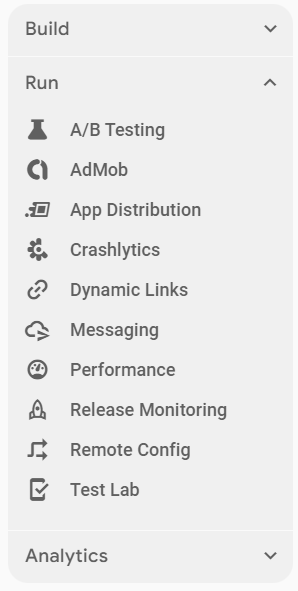 Build
Run
A/B Testing
AdMob
App Distribution
Crashlytics
Dynamic Links
Messaging
Performance
Release Monitoring
Remote Config
Test Lab
Analytics